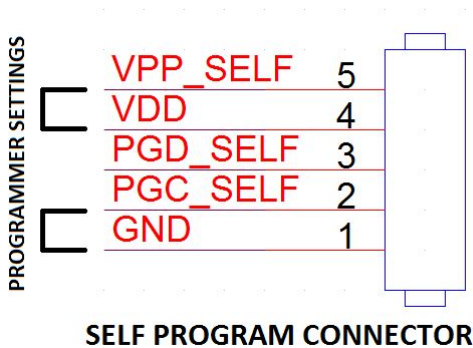 PROGRAMMER SETTINGS
VPP_SELF 5
VDD 4
PGD_SELF 3
PGC_SELF 2
GND 1
SELF PROGRAM CONNECTOR